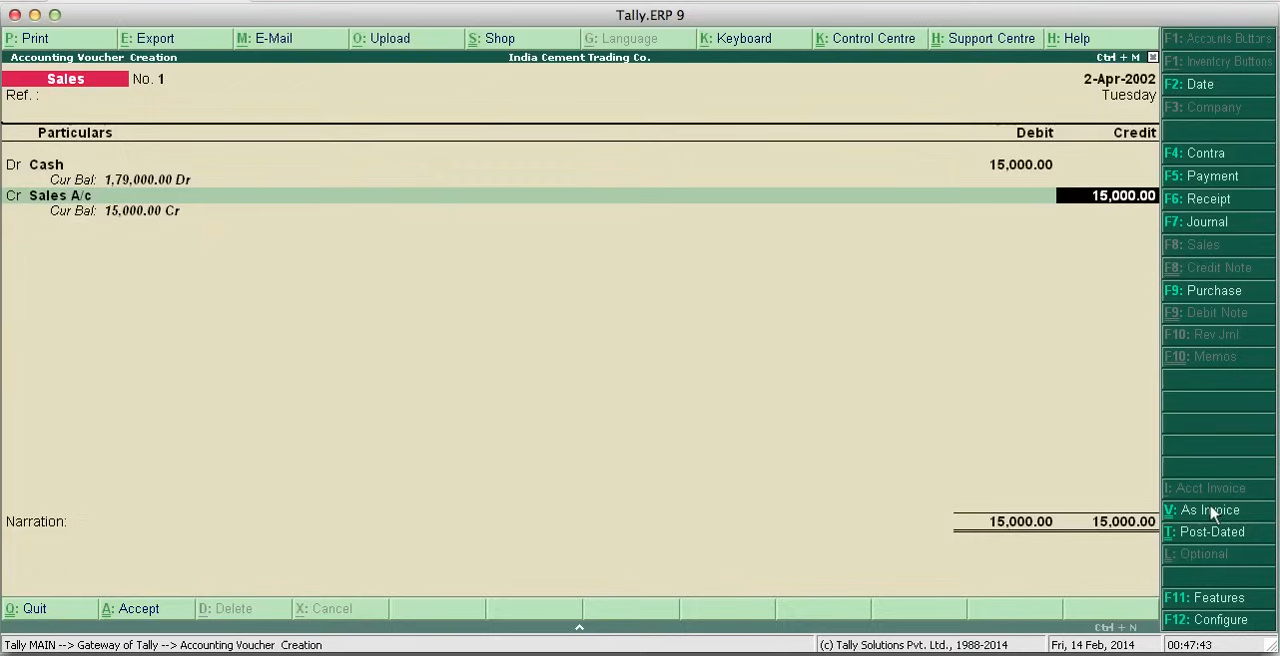 Tally.ERP 9
P: Print E: Export M: E-Mail O: Upload S: Shop G: Language K: Keyboard K: Control Centre H: Support Centre H: Help
Accounting Voucher Creation India Cement Trading Co. Ctrl + M
Sales No. 1 2-Apr-2002
Ref. : Tuesday
Particulars Debit Credit
Dr Cash 15,000.00
Cur Bal: 1,79,000.00 Dr
Cr Sales A/c 15,000.00
Cur Bal: 15,000.00 Cr
Narration: 15,000.00 15,000.00
Q: Quit A: Accept D: Delete X: Cancel
Ctrl + N
F1: Accounts Buttons
F1: Inventory Buttons
F2: Date
F3: Company
F4: Contra
F5: Payment
F6: Receipt
F7: Journal
F8: Sales
F8: Credit Note
F9: Purchase
F9: Debit Note
F10: Rev Jrnl
F10: Memos
I: Acct Invoice
V: As Invoice
T: Post-Dated
L: Optional
F11: Features
F12: Configure
Tally MAIN --> Gateway of Tally --> Accounting Voucher Creation (c) Tally Solutions Pvt. Ltd., 1988-2014 Fri, 14 Feb, 2014 00:47:43